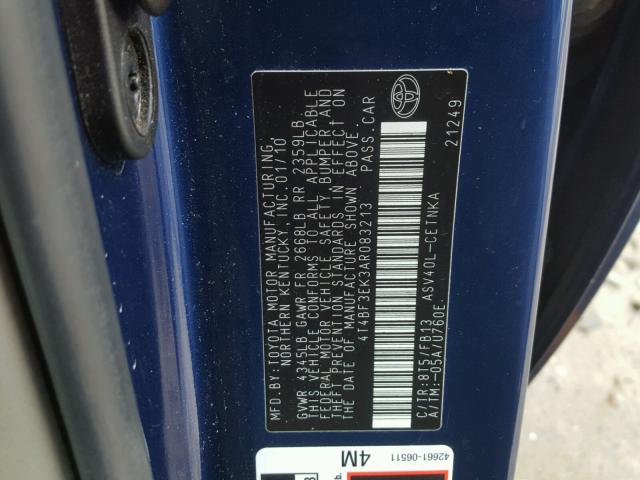 MFD. BY: TOYOTA MOTOR MANUFACTURING,
NORTHERN KENTUCKY, INC. 01/10
GVWR 4345LB GAWR FR 2668LB RR 2359LB
THIS VEHICLE CONFORMS TO ALL APPLICABLE
FEDERAL MOTOR VEHICLE SAFETY, BUMPER AND
THEFT PREVENTION STANDARDS IN EFFECT ON
THE DATE OF MANUFACTURE SHOWN ABOVE.
4T4BF3EK3AR083213 PASS.CAR
C/TR:8T5/FB13 ASV40L-CETNKA
A/TM:-03A/U760E 21249
42661-06511
4M